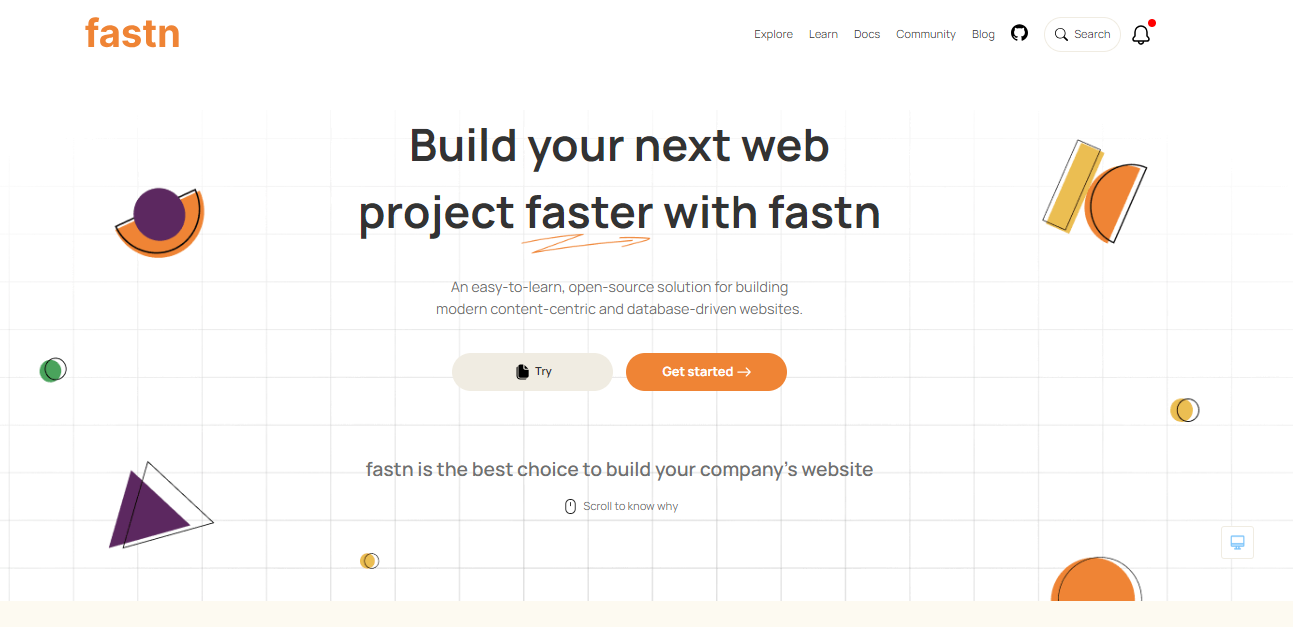 fastn
Explore Learn Docs Community Blog Search
Build your next web
project faster with fastn
An easy-to-learn, open-source solution for building
modern content-centric and database-driven websites.
Try
Get started →
fastn is the best choice to build your company's website
Scroll to know why